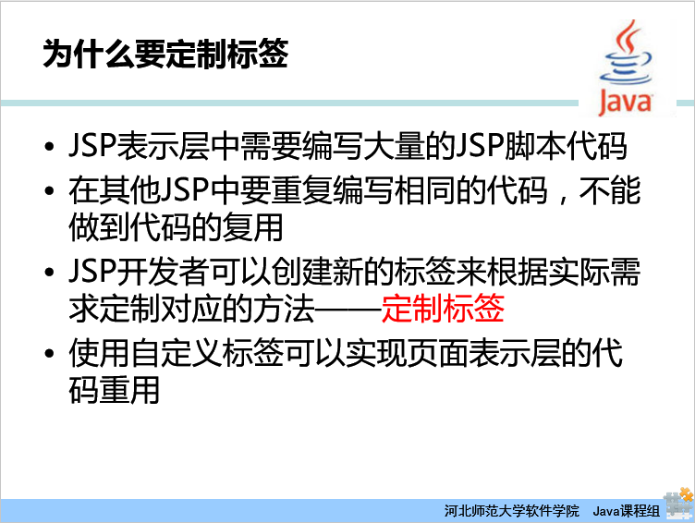 为什么要定制标签
Java
• JSP表示层中需要编写大量的JSP脚本代码
• 在其他JSP中要重复编写相同的代码，不能
做到代码的复用
• JSP开发者可以创建新的标签来根据实际需
求定制对应的方法——定制标签
• 使用自定义标签可以实现页面表示层的代
码重用
河北师范大学软件学院 Java课程组